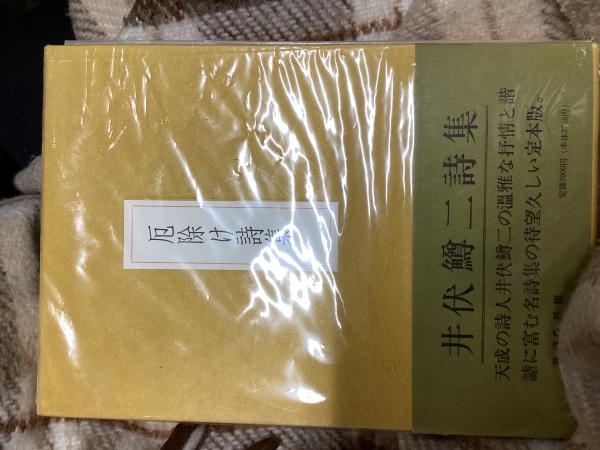 厄除け詩集
井伏鱒二詩集
天成の詩人井伏鱒二の温雅な抒情と諧
謔に富む名詩集の待望久しい定本版。